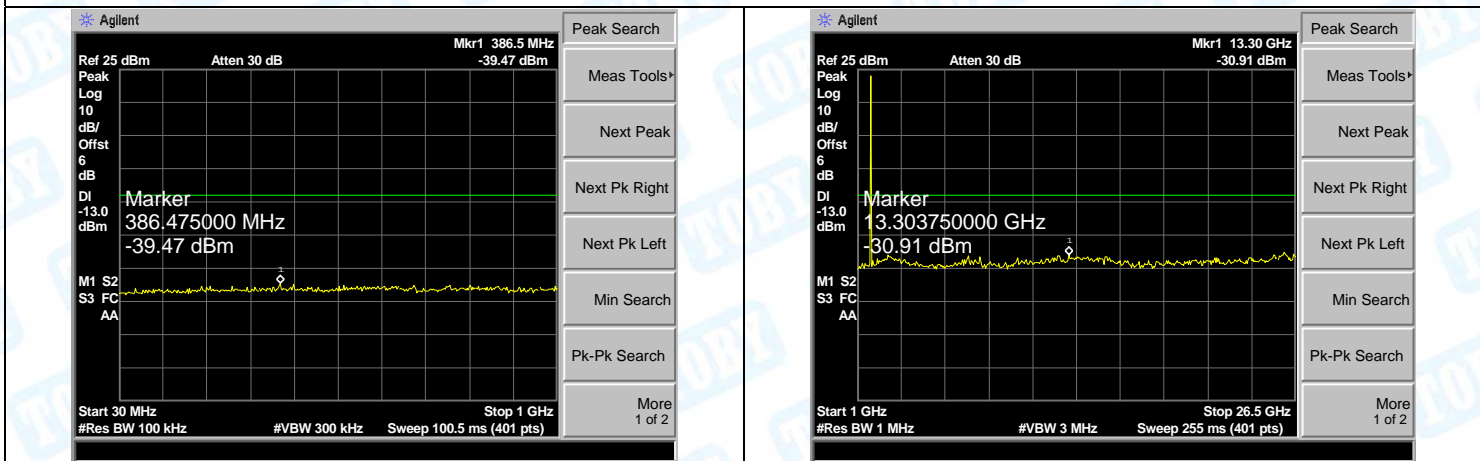 Agilent
Peak Search
Mkr1 386.5 MHz
Ref 25 dBm Atten 30 dB -39.47 dBm
Peak
Log
10
dB/
Offst
6
dB
DI
-13.0
dBm
Marker
386.475000 MHz
-39.47 dBm
1
M1 S2
S3 FC
AA
Start 30 MHz Stop 1 GHz
#Res BW 100 kHz #VBW 300 kHz Sweep 100.5 ms (401 pts)
Meas Tools
Next Peak
Next Pk Right
Next Pk Left
Min Search
Pk-Pk Search
More
1 of 2
Agilent
Peak Search
Mkr1 13.30 GHz
Ref 25 dBm Atten 30 dB -30.91 dBm
Peak
Log
10
dB/
Offst
6
dB
DI
-13.0
dBm
Marker
13.303750000 GHz
-30.91 dBm
1
M1 S2
S3 FC
AA
Start 1 GHz Stop 26.5 GHz
#Res BW 1 MHz #VBW 3 MHz Sweep 255 ms (401 pts)
Meas Tools
Next Peak
Next Pk Right
Next Pk Left
Min Search
Pk-Pk Search
More
1 of 2
TOBY